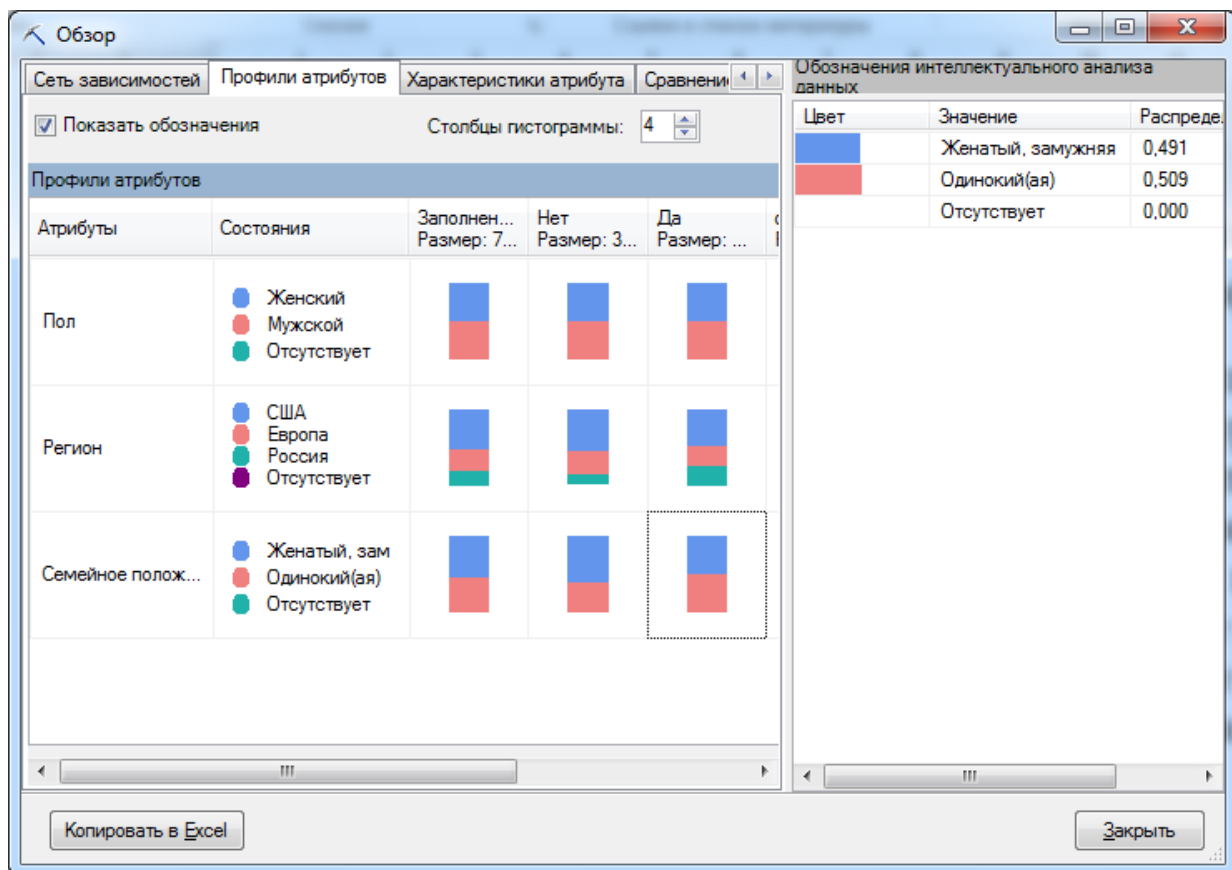 Обзор
Сеть зависимостей Профили атрибутов Характеристики атрибута Сравнени
Показать обозначения Столбцы гистограммы: 4
Профили атрибутов
Атрибуты Состояния Заполнен... Нет Да
Размер: 7... Размер: 3... Размер: ...
Пол
Женский
Мужской
Отсутствует
Регион
США
Европа
Россия
Отсутствует
Семейное полож...
Женатый, зам
Одинокий(ая)
Отсутствует
Обозначения интеллектуального анализа
данных
Цвет Значение Распреде.
Женатый, замужняя 0,491
Одинокий(ая) 0,509
Отсутствует 0,000
Копировать в Excel Закрыть